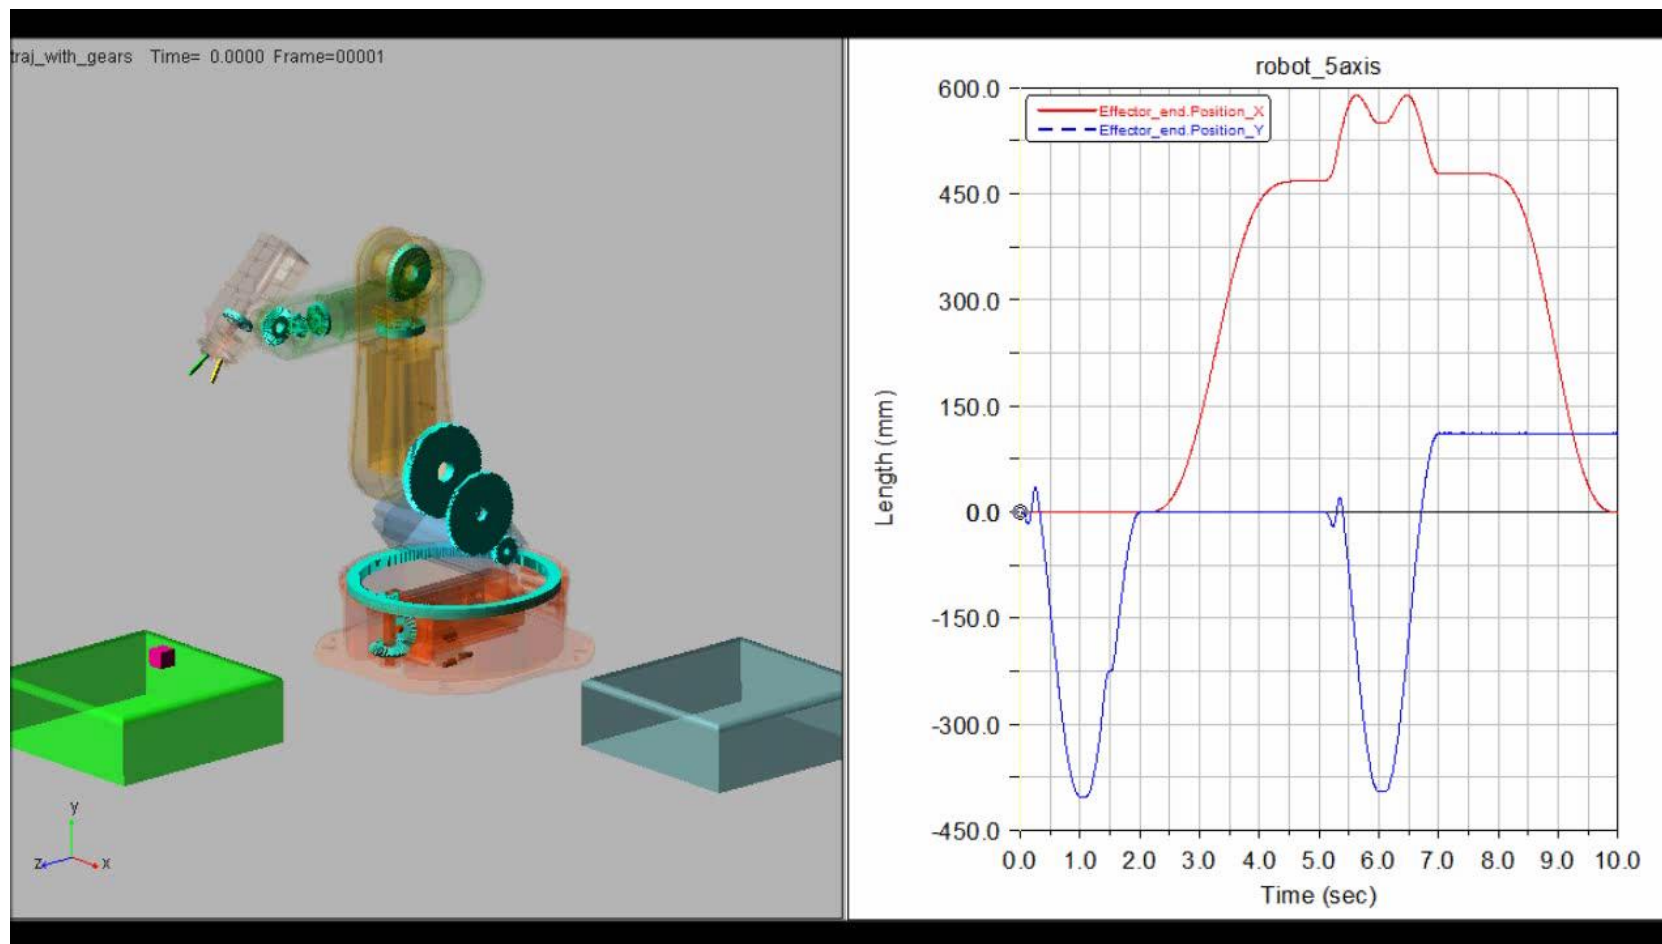 traj_with_gears Time= 0.0000 Frame=00001
y
z
x
robot_5axis
Effector_end.Position_X
Effector_end.Position_Y
600.0
450.0
300.0
150.0
0.0
-150.0
-300.0
-450.0
Length (mm)
0.0 1.0 2.0 3.0 4.0 5.0 6.0 7.0 8.0 9.0 10.0
Time (sec)